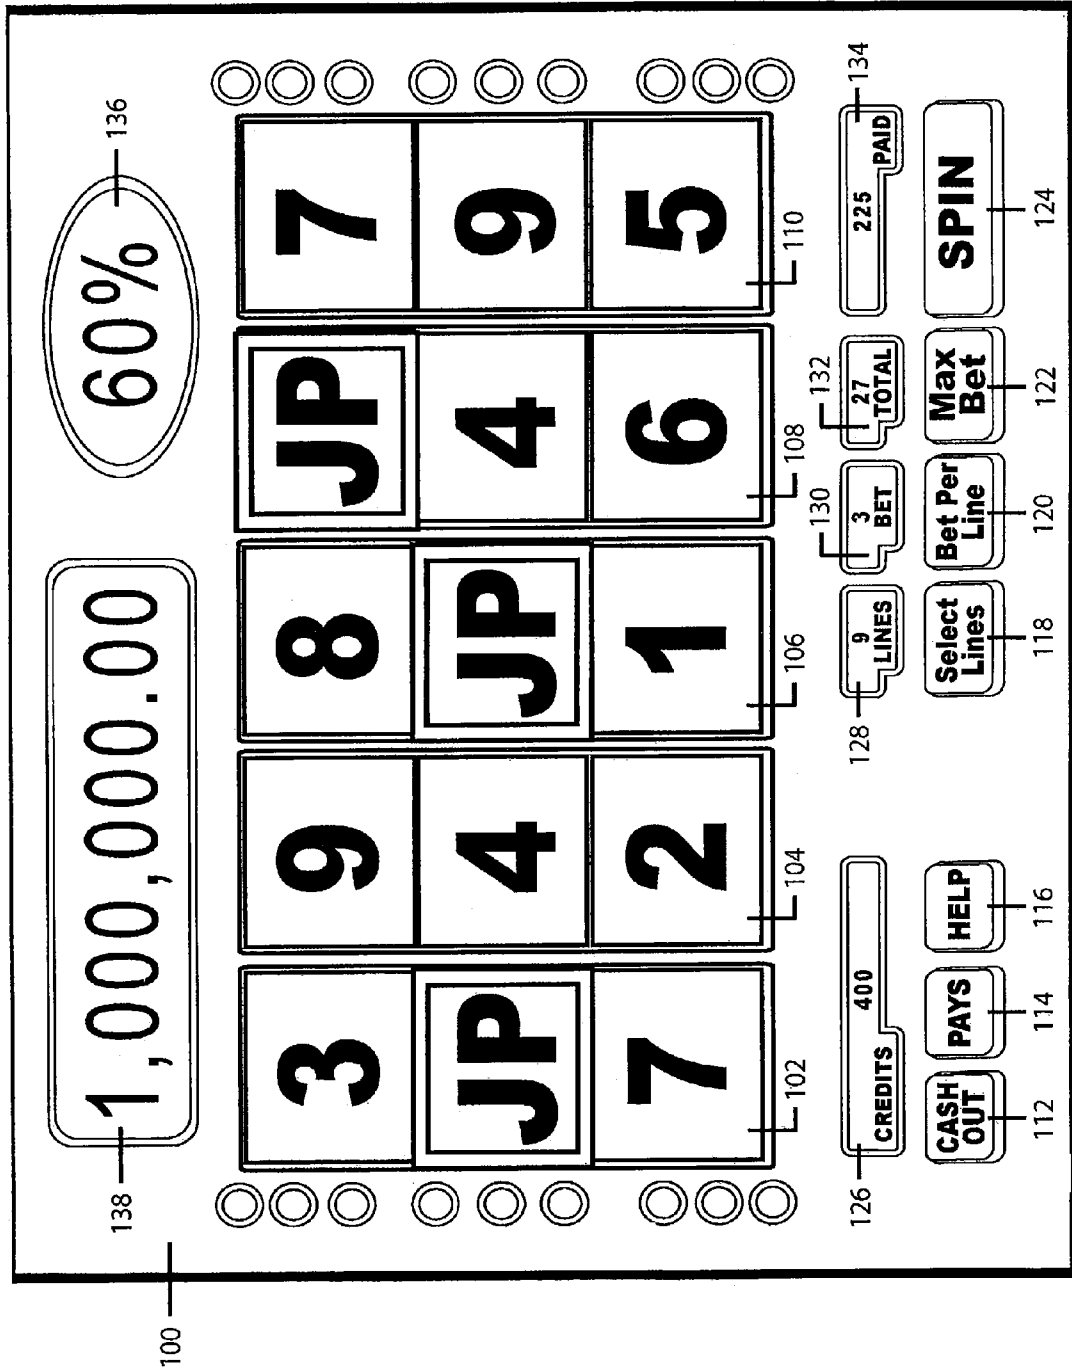 138
1,000,000.00
60%
136
100
3 9 8 JP 7
JP 4 JP 4 9
7 2 1 6 5
102 104 106 108 110
126
CREDITS 400
128
9
LINES
130
3
BET
132
27
TOTAL
225
PAID
134
CASH
OUT
PAYS
HELP
Select
Lines
Bet Per
Line
Max
Bet
SPIN
112 114 116 118 120 122 124